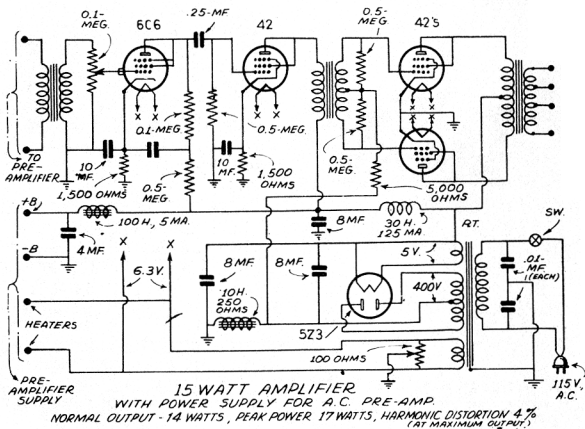 0.1-
MEG.
6C6
.25-MF.
42
0.5-
MEG.
42's
TO
PRE-
AMPLIFIER
10
MF.
1,500 OHMS
0.1-MEG.
0.5-
MEG.
0.5-MEG.
10
MF.
1,500
OHMS
0.5-
MEG.
5,000
OHMS
+B
-B
100 H, 5 MA.
4 MF.
8 MF.
30 H.
125 MA.
P.T.
SW.
6.3 V.
8 MF.
8 MF.
10 H.
250
OHMS
5 V.
400V
5Z3
.01-
MF.
(EACH)
HEATERS
100 OHMS
PRE-
AMPLIFIER
SUPPLY
115 V,
A.C.
15 WATT AMPLIFIER
WITH POWER SUPPLY FOR A.C. PRE-AMP.
NORMAL OUTPUT - 14 WATTS, PEAK POWER 17 WATTS, HARMONIC DISTORTION 4 %
(AT MAXIMUM OUTPUT)
X X
X X
X X
X X
X X